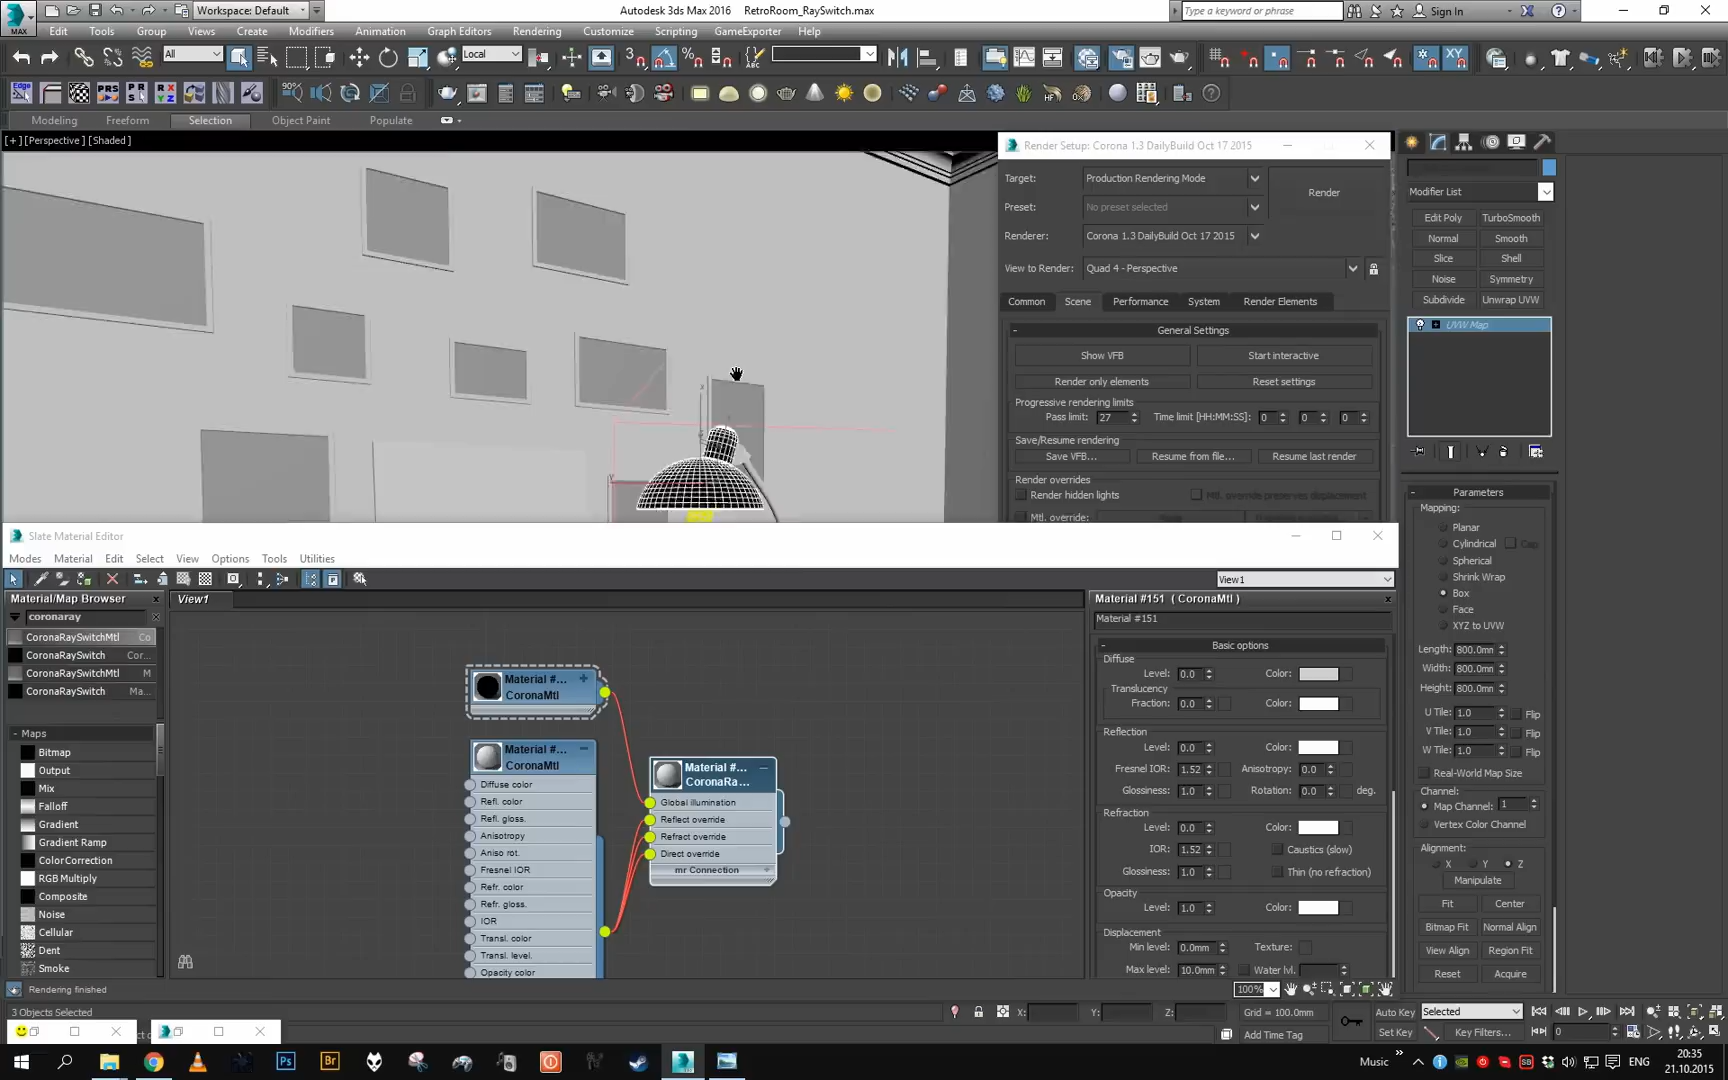 Workspace: Default
Autodesk 3ds Max 2016 RetroRoom_RaySwitch.max
Type a keyword or phrase
Sign In
MAX
Edit Tools Group Views Create Modifiers Animation Graph Editors Rendering Customize Scripting GameExporter Help
All
Local
Modeling Freeform Selection Object Paint Populate
[+] [Perspective] [Shaded]
Render Setup: Corona 1.3 DailyBuild Oct 17 2015
Target: Production Rendering Mode
Render
Preset: No preset selected
Renderer: Corona 1.3 DailyBuild Oct 17 2015
View to Render: Quad 4 - Perspective
Common Scene Performance System Render Elements
General Settings
Show VFB Start interactive
Render only elements Reset settings
Progressive rendering limits
Pass limit: 27 Time limit [HH:MM:SS]: 0 0 0
Save/Resume rendering
Save VFB... Resume from file... Resume last render
Render overrides
Render hidden lights Mtl. override preserves displacement
Mtl. override:
Modifier List
Edit Poly TurboSmooth
Normal Smooth
Slice Shell
Noise Symmetry
Subdivide Unwrap UVW
UVW Map
Parameters
Mapping:
Planar
Cylindrical Cap
Spherical
Shrink Wrap
Box
Face
XYZ to UVW
Length: 800.0mm
Width: 800.0mm
Height: 800.0mm
U Tile: 1.0 Flip
V Tile: 1.0 Flip
W Tile: 1.0 Flip
Real-World Map Size
Channel:
Map Channel: 1
Vertex Color Channel
Alignment:
X Y Z
Manipulate
Fit Center
Bitmap Fit Normal Align
View Align Region Fit
Reset Acquire
Slate Material Editor
Modes Material Edit Select View Options Tools Utilities
View1
Material/Map Browser
coronaray
CoronaRaySwitchMtl Co
CoronaRaySwitch Cor...
CoronaRaySwitchMtl M
CoronaRaySwitch Ma...
- Maps
Bitmap
Output
Mix
Falloff
Gradient
Gradient Ramp
ColorCorrection
RGB Multiply
Composite
Noise
Cellular
Dent
Smoke
View1
Material #...
CoronaMtl
Material #...
CoronaMtl
Diffuse color
Refl. color
Refl. gloss.
Anisotropy
Aniso rot.
Fresnel IOR
Refr. color
Refr. gloss.
IOR
Transl. color
Transl. level.
Opacity color
Material #...
CoronaRa...
Global illumination
Reflect override
Refract override
Direct override
mr Connection
Material #151 ( CoronaMtl )
Material #151
Basic options
Diffuse
Level: 0.0 Color:
Translucency
Fraction: 0.0 Color:
Reflection
Level: 0.0 Color:
Fresnel IOR: 1.52 Anisotropy: 0.0
Glossiness: 1.0 Rotation: 0.0 deg.
Refraction
Level: 0.0 Color:
IOR: 1.52 Caustics (slow)
Glossiness: 1.0 Thin (no refraction)
Opacity
Level: 1.0 Color:
Displacement
Min level: 0.0mm Texture:
Max level: 10.0mm Water lvl.
Rendering finished
100%
3 Objects Selected
X: Y: Z: Grid = 100.0mm
Add Time Tag
Auto Key Selected
Set Key Key Filters...
0
Ps Br
Music
ENG
20:35
21.10.2015